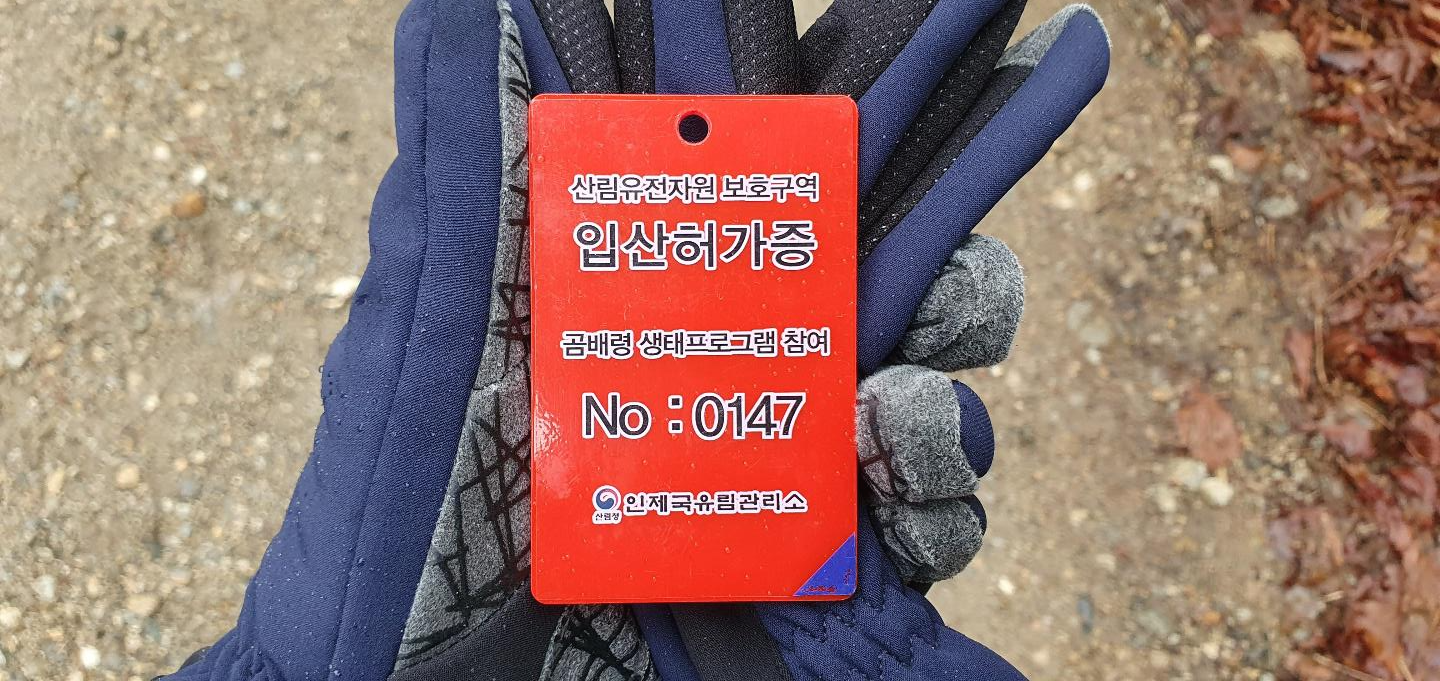 산림유전자원 보호구역
입산허가증
곰배령 생태프로그램 참여
No : 0147
산림청
인제국유림관리소